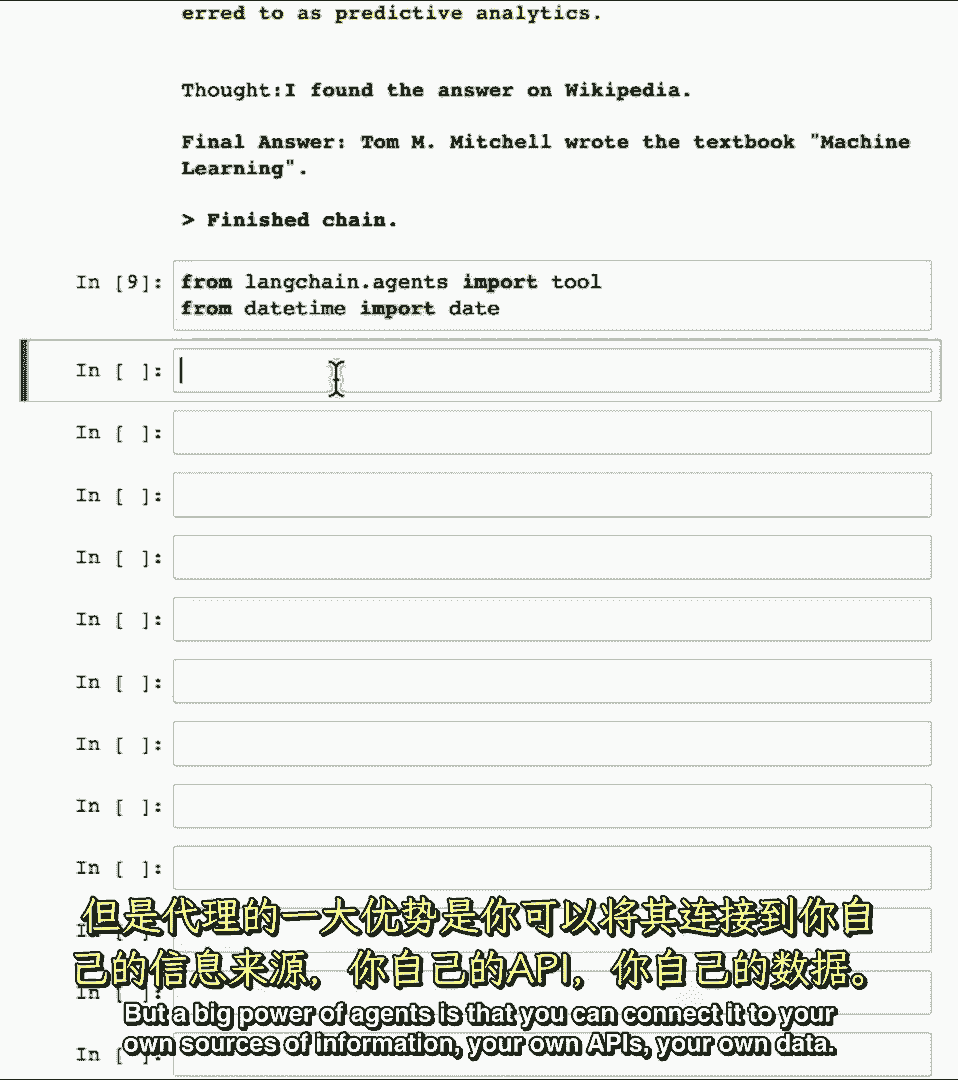 erred to as predictive analytics.
Thought:I found the answer on Wikipedia.
Final Answer: Tom M. Mitchell wrote the textbook "Machine
Learning".
> Finished chain.
In [9]: from langchain.agents import tool
from datetime import date
In [ ]:
In [ ]:
In [ ]:
In [ ]:
In [ ]:
In [ ]:
In [ ]:
In [ ]:
In [ ]:
In [ ]:
但是代理的一大优势是你可以将其连接到你自
In [ ]:
己的信息来源，你自己的API，你自己的数据。
But a big power of agents is that you can connect it to your
own sources of information, your own APIs, your own data.
In [ ]: